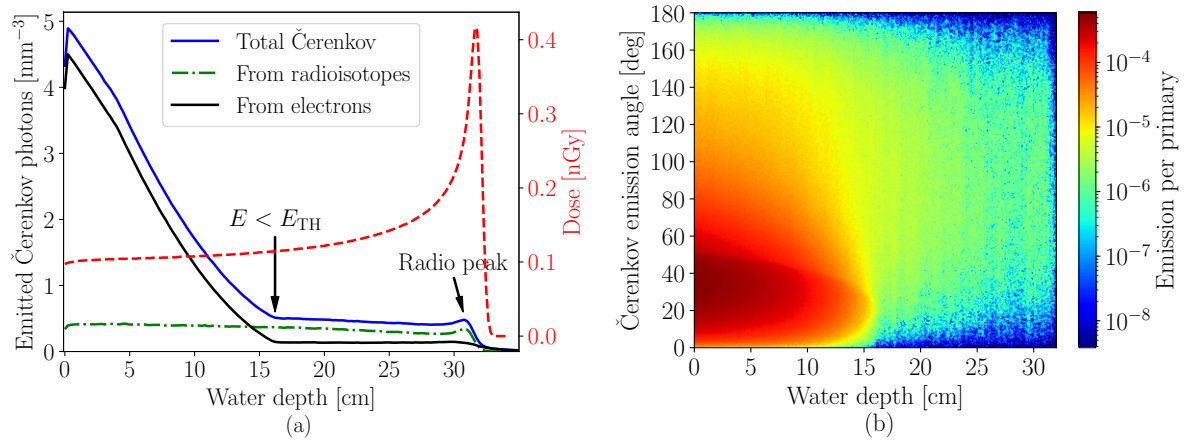 Total Čerenkov
From radioisotopes
From electrons
E < E_TH
Radio peak
Emitted Čerenkov photons [mm⁻³]
0
1
2
3
4
5
0 5 10 15 20 25 30
Water depth [cm]
(a)
0.4
0.3
0.2
0.1
0.0
Dose [nGy]
Čerenkov emission angle [deg]
180
160
140
120
100
80
60
40
20
0
0 5 10 15 20 25 30
Water depth [cm]
(b)
10⁻⁴
10⁻⁵
10⁻⁶
10⁻⁷
10⁻⁸
Emission per primary